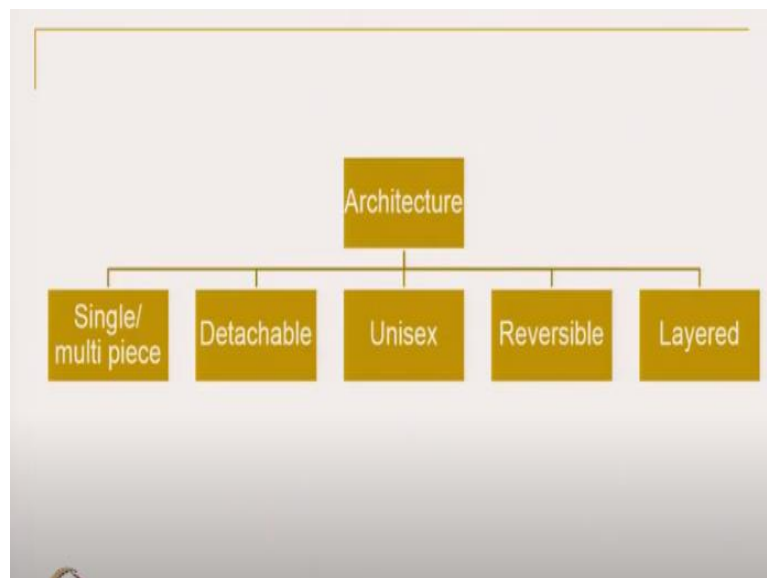 Architecture
Single/
multi piece
Detachable
Unisex
Reversible
Layered